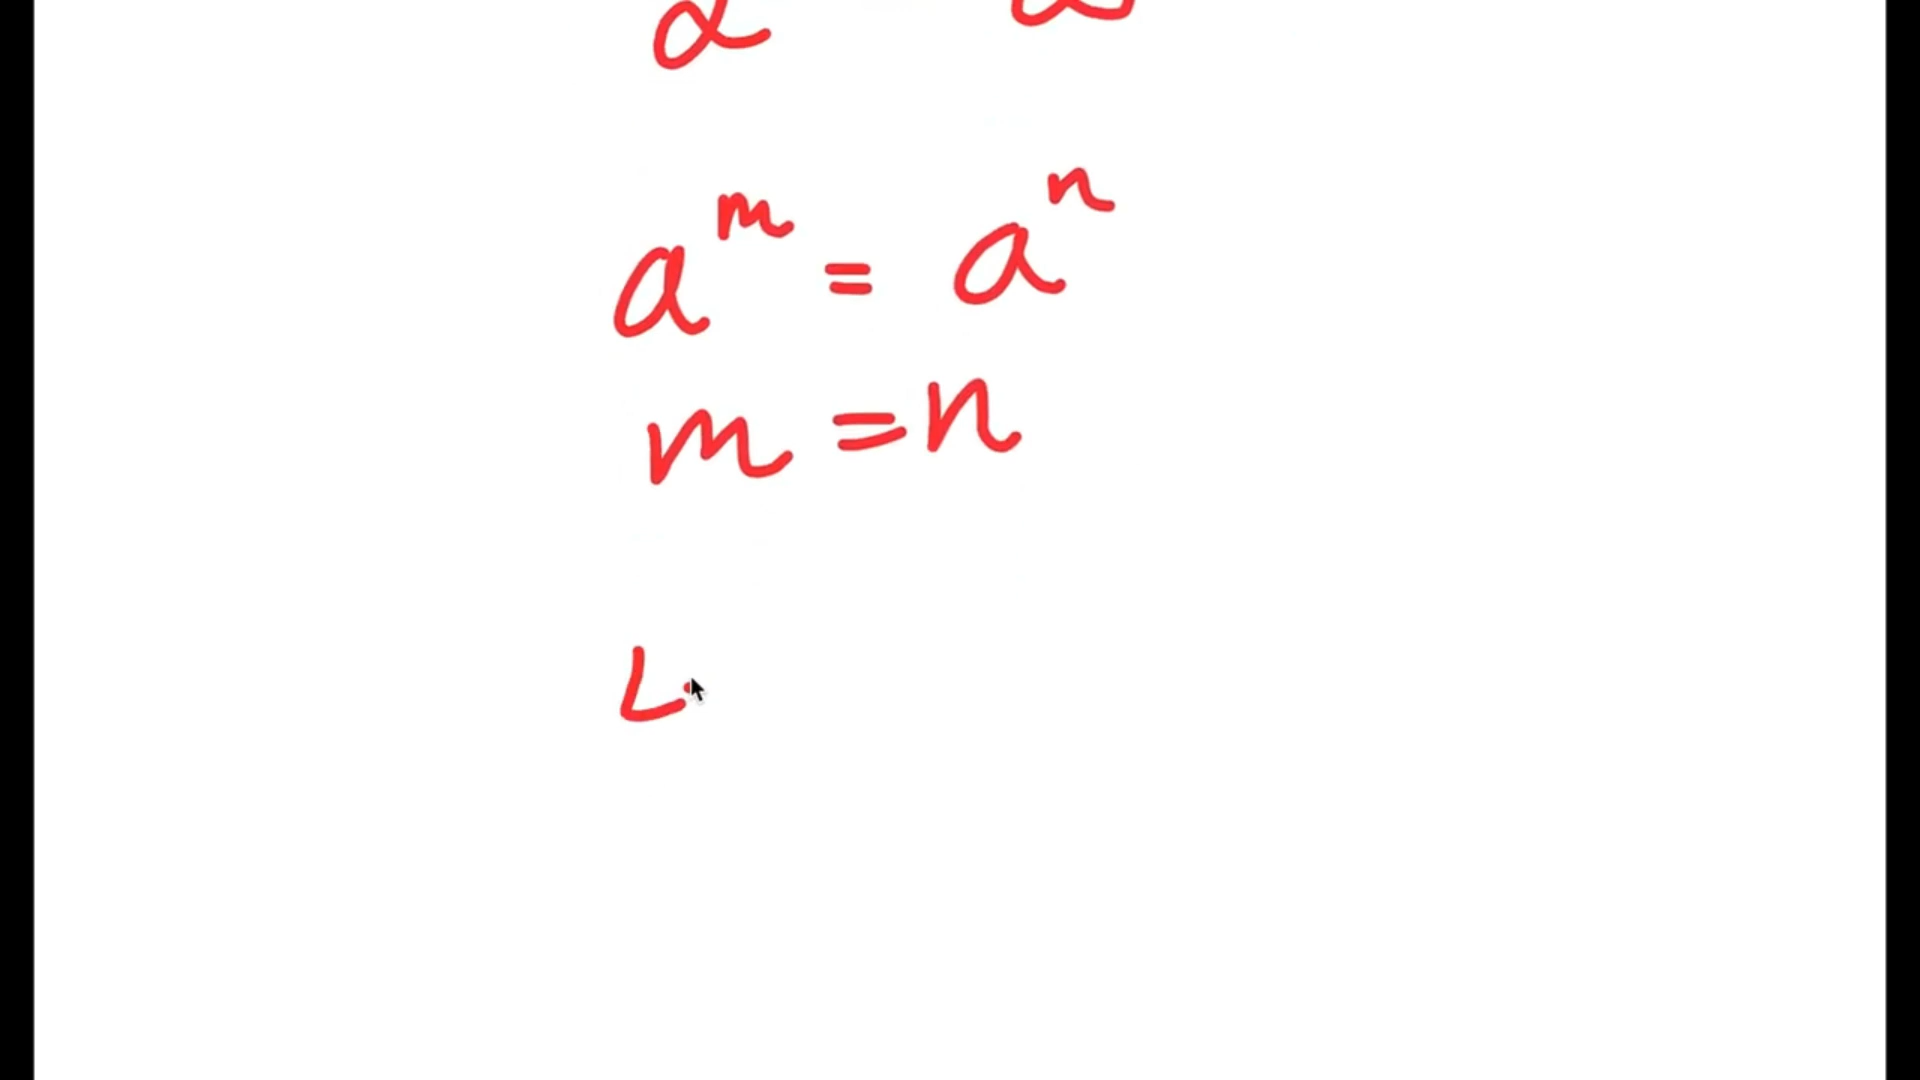 a^m = a^n
m = n
L